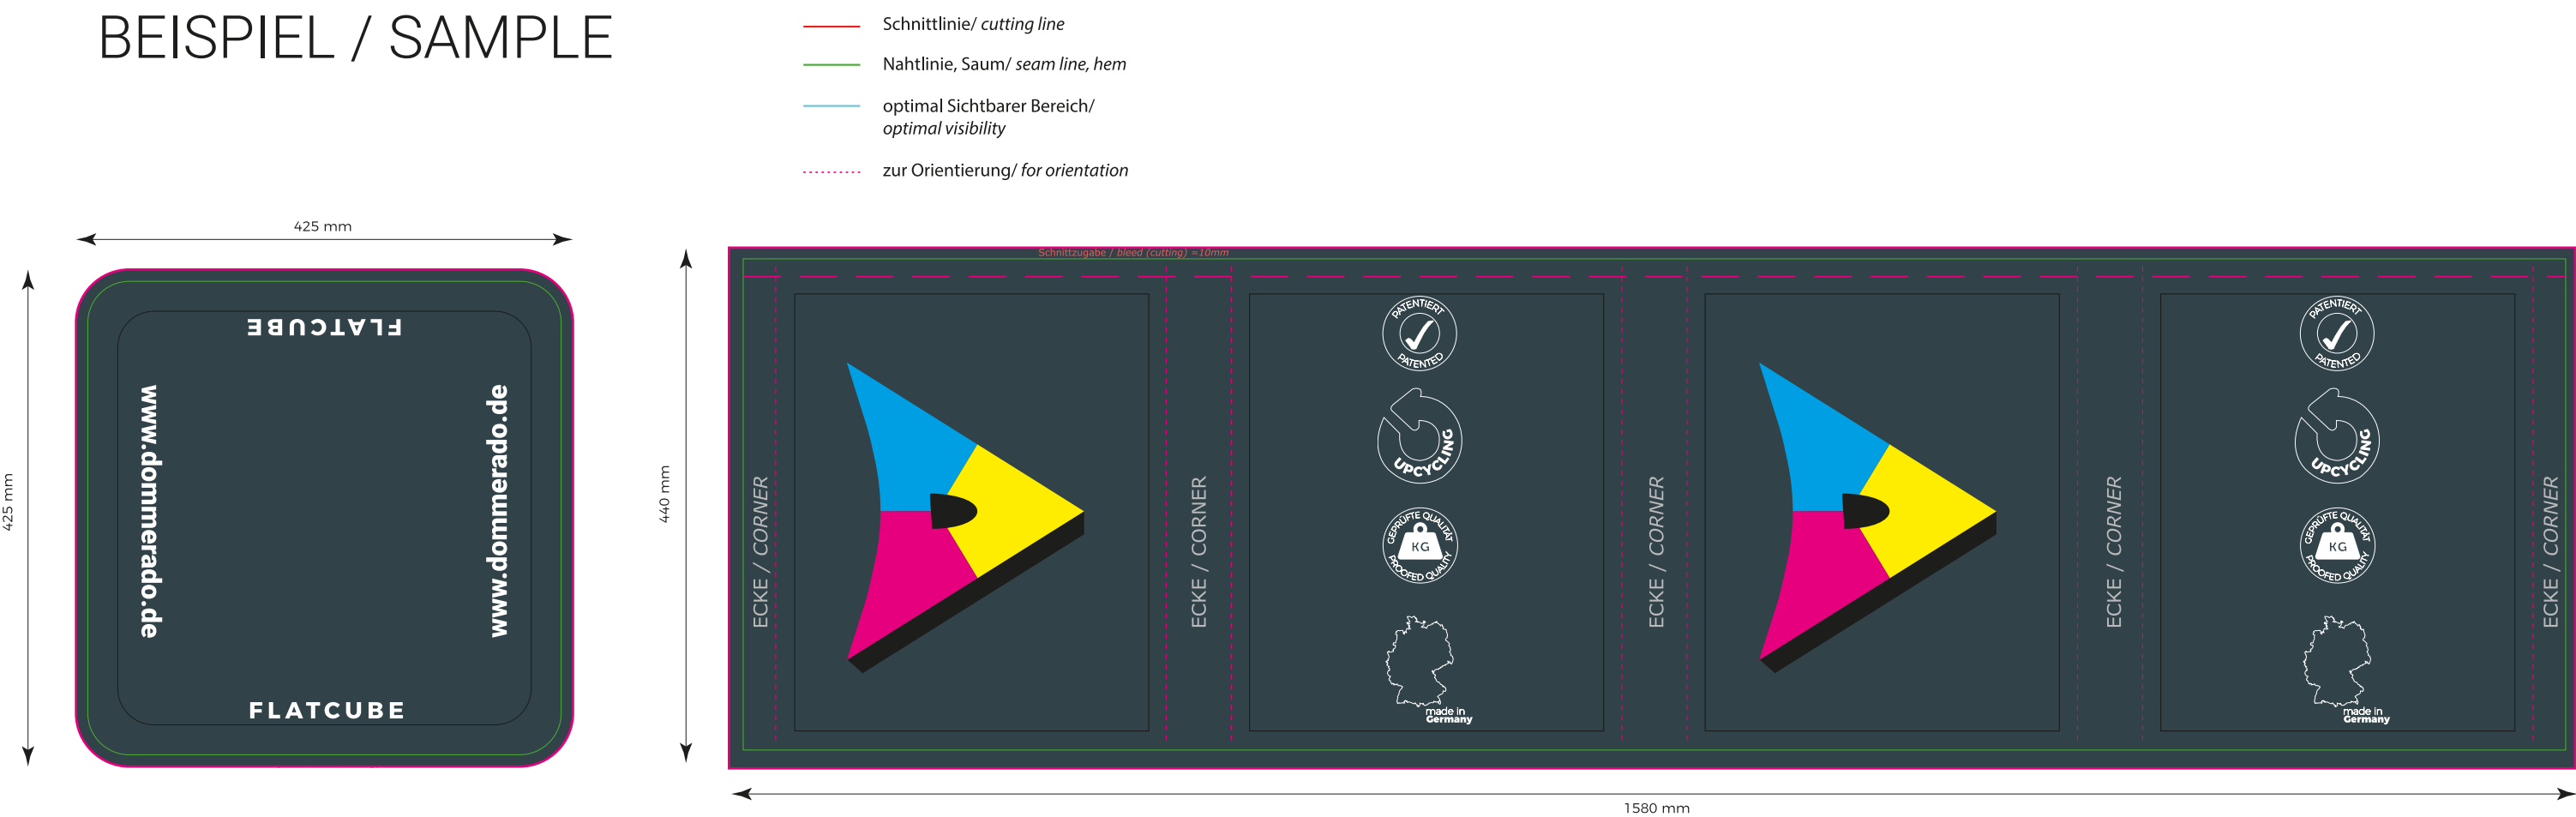 BEISPIEL / SAMPLE
Schnittlinie/ cutting line
Nahtlinie, Saum/ seam line, hem
optimal Sichtbarer Bereich/
optimal visibility
zur Orientierung/ for orientation
425 mm
425 mm
FLATCUBE
www.dommerado.de
www.dommerado.de
FLATCUBE
440 mm
Schnittzugabe / bleed (cutting) =10mm
ECKE / CORNER
ECKE / CORNER
PATENTIERT
PATENTED
UPCYCLING
GEPRÜFTE QUALITÄT
KG
PROOFED QUALITY
made in
Germany
ECKE / CORNER
ECKE / CORNER
PATENTIERT
PATENTED
UPCYCLING
GEPRÜFTE QUALITÄT
KG
PROOFED QUALITY
made in
Germany
ECKE / CORNER
1580 mm